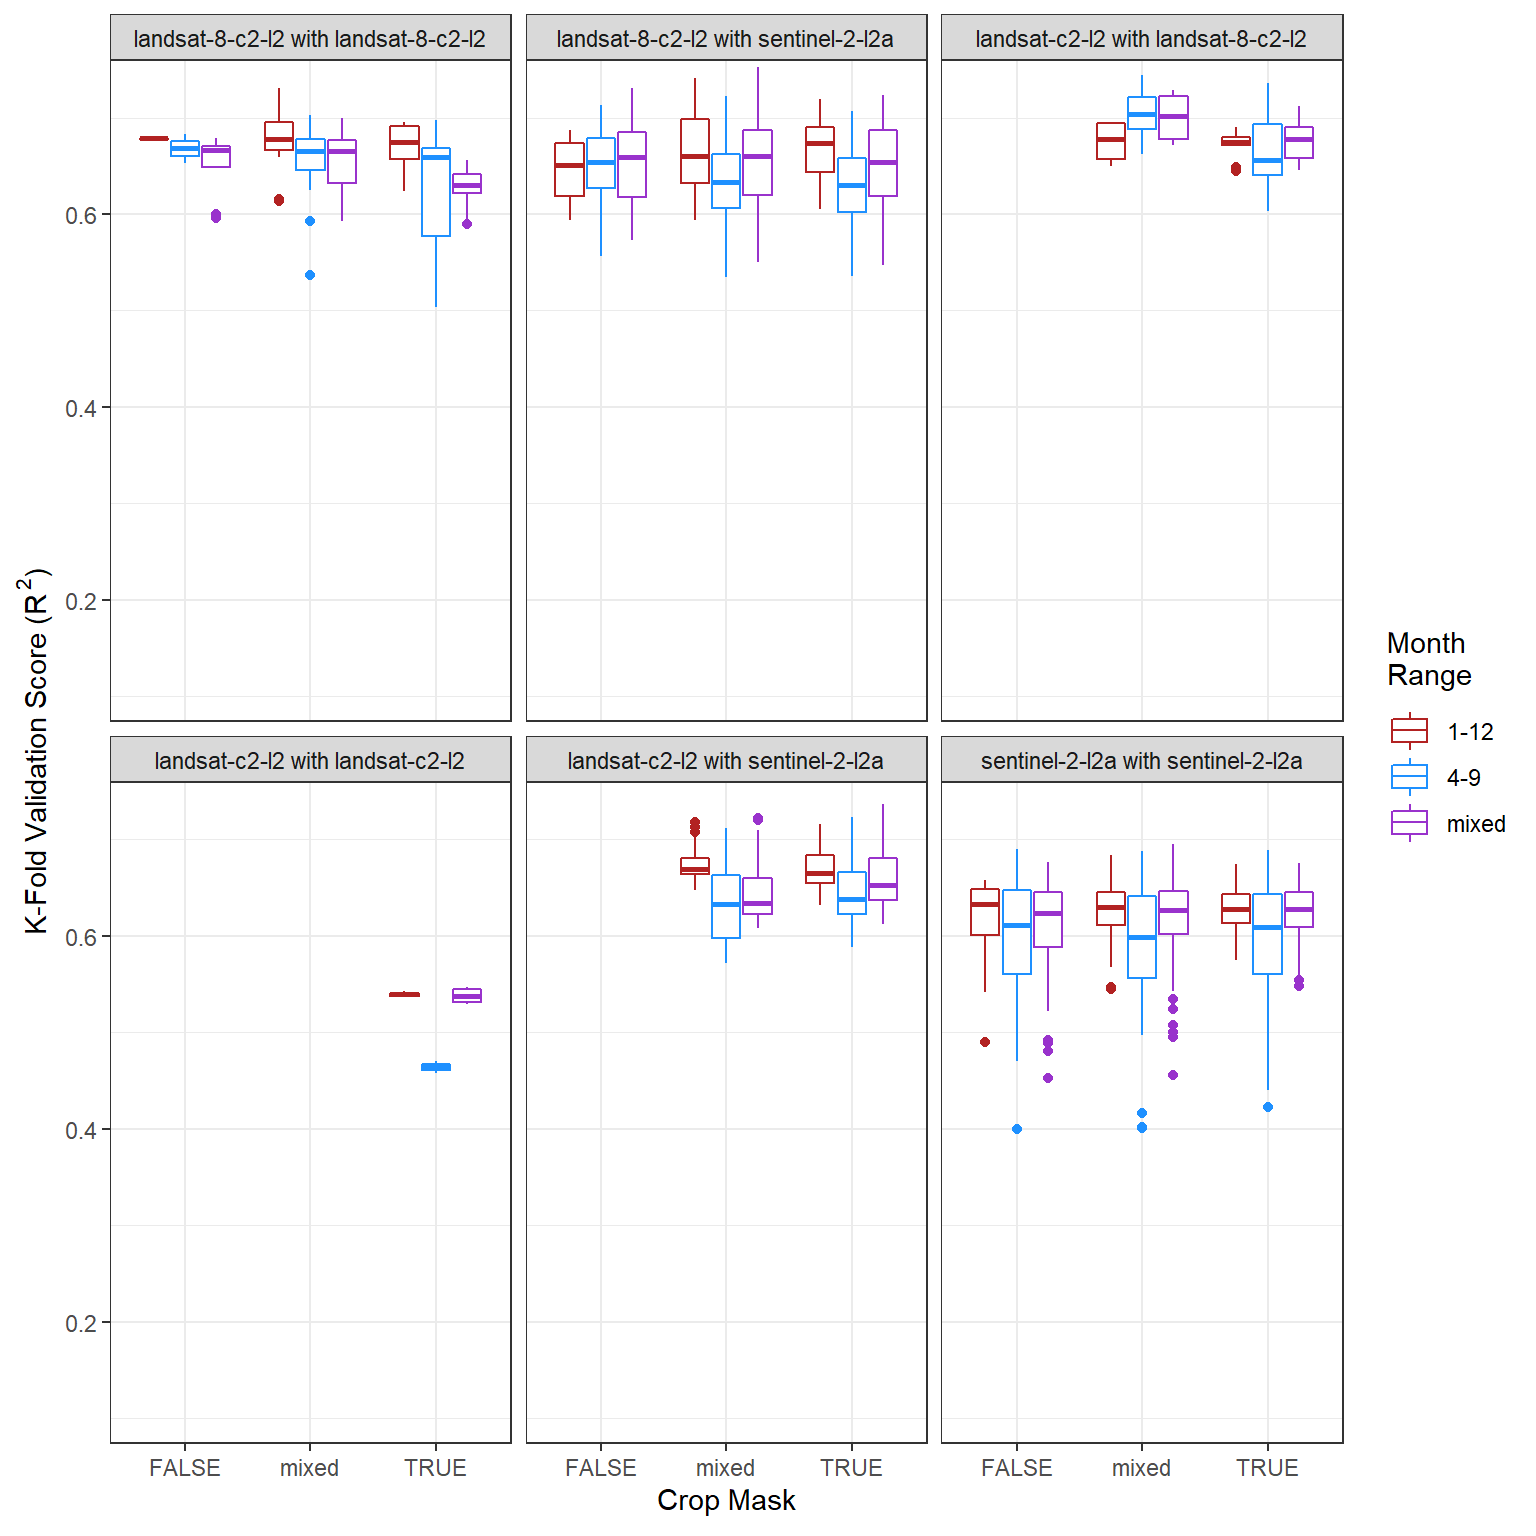 landsat-8-c2-l2 with landsat-8-c2-l2
landsat-8-c2-l2 with sentinel-2-l2a
landsat-c2-l2 with landsat-8-c2-l2
0.6
0.4
0.2
landsat-c2-l2 with landsat-c2-l2
landsat-c2-l2 with sentinel-2-l2a
sentinel-2-l2a with sentinel-2-l2a
0.6
0.4
0.2
K-Fold Validation Score (R²)
FALSE mixed TRUE
FALSE mixed TRUE
FALSE mixed TRUE
Crop Mask
Month
Range
1-12
4-9
mixed